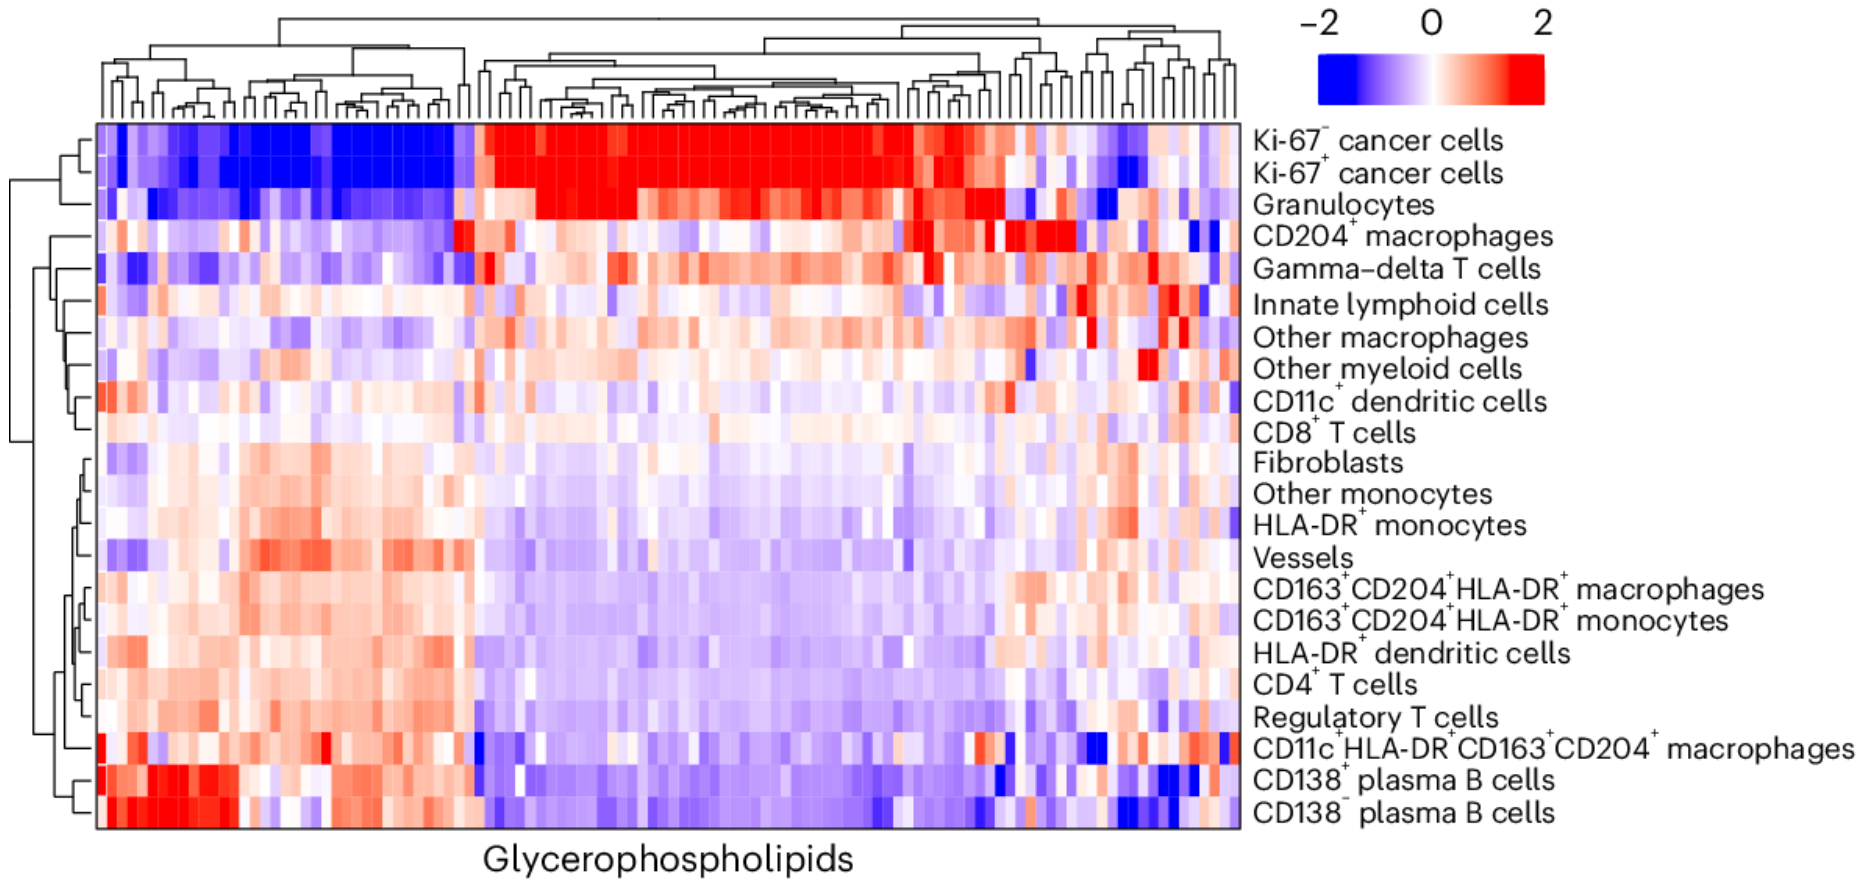 −2 0 2
Ki-67⁻ cancer cells
Ki-67⁺ cancer cells
Granulocytes
CD204⁺ macrophages
Gamma–delta T cells
Innate lymphoid cells
Other macrophages
Other myeloid cells
CD11c⁺ dendritic cells
CD8⁺ T cells
Fibroblasts
Other monocytes
HLA-DR⁺ monocytes
Vessels
CD163⁺CD204⁺HLA-DR⁺ macrophages
CD163⁺CD204⁺HLA-DR⁺ monocytes
HLA-DR⁺ dendritic cells
CD4⁺ T cells
Regulatory T cells
CD11c⁺HLA-DR⁺CD163⁺CD204⁺ macrophages
CD138⁺ plasma B cells
CD138⁻ plasma B cells
Glycerophospholipids